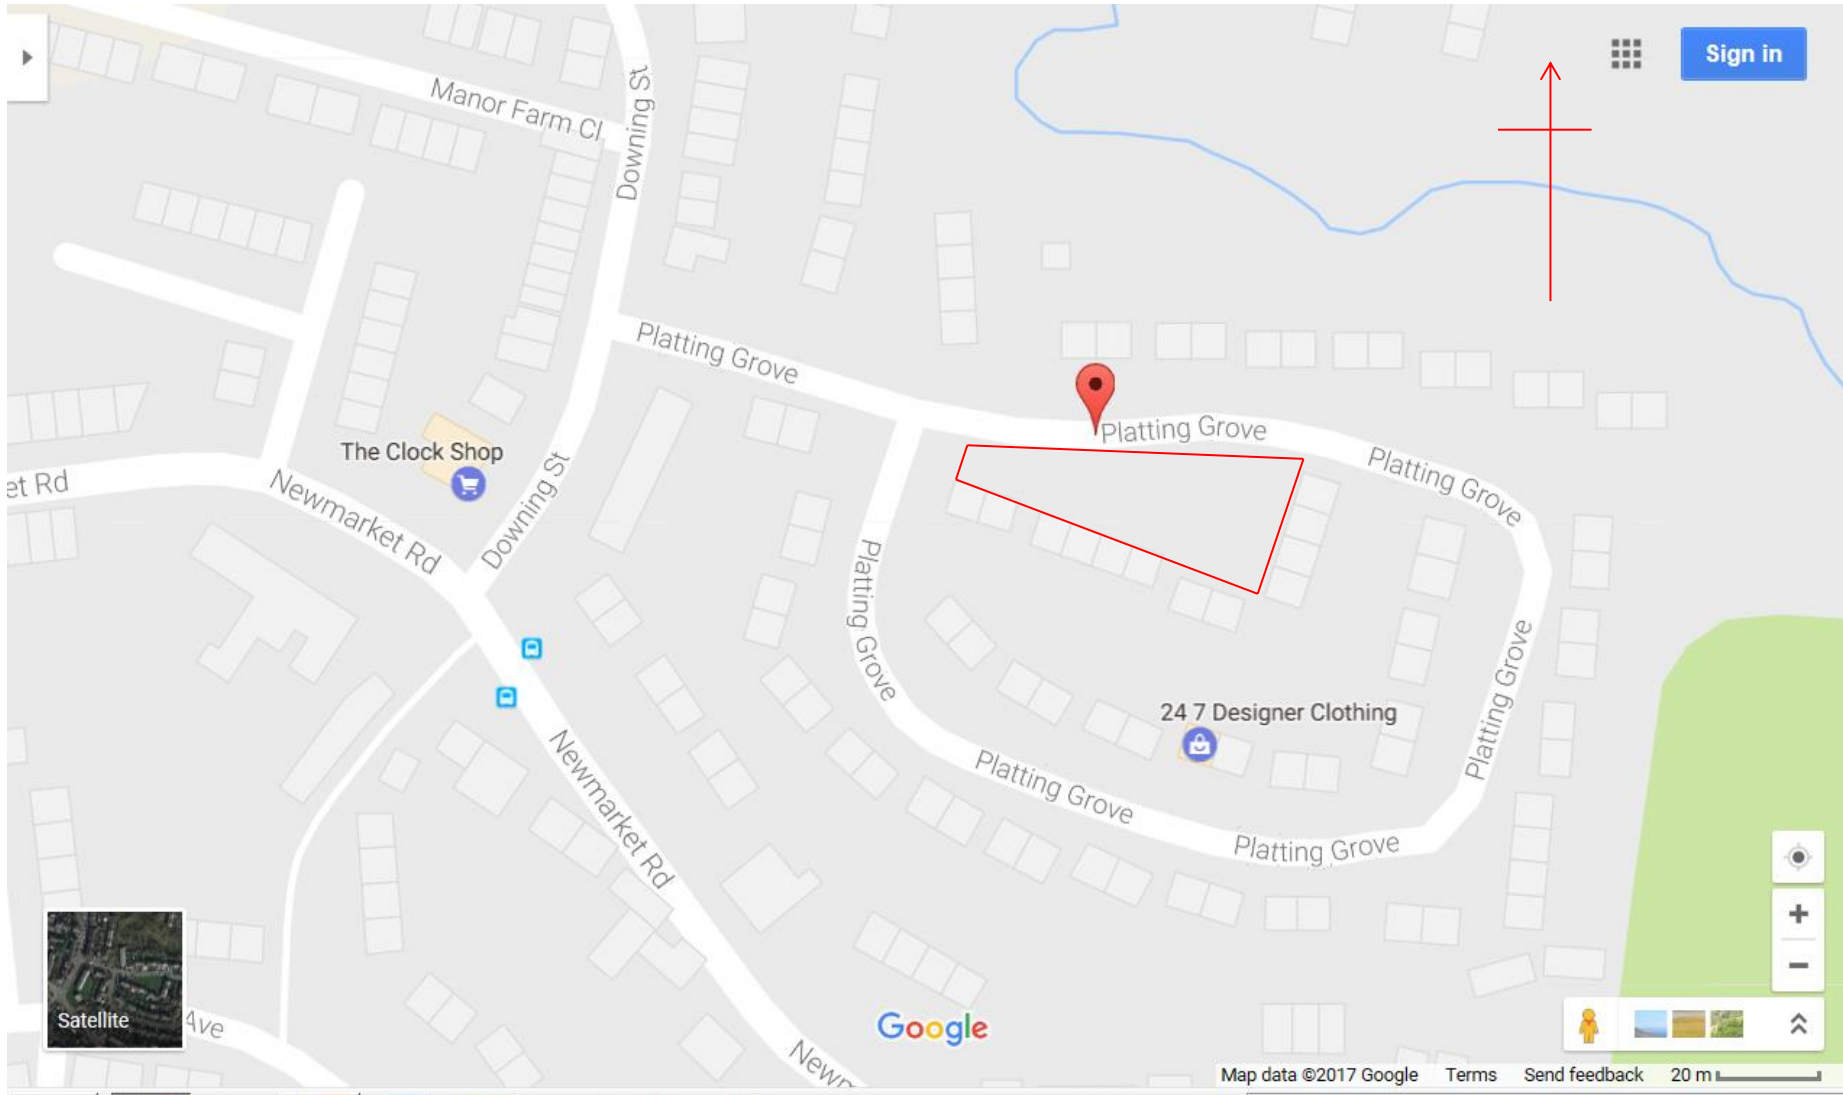 Sign in
Manor Farm Cl
Downing St
Platting Grove
Platting Grove
Platting Grove
The Clock Shop
et Rd
Newmarket Rd
Downing St
Platting Grove
Platting Grove
24 7 Designer Clothing
Newmarket Rd
Platting Grove
Platting Grove
Satellite
Ave
Google
Newm
Map data ©2017 Google Terms Send feedback 20 m